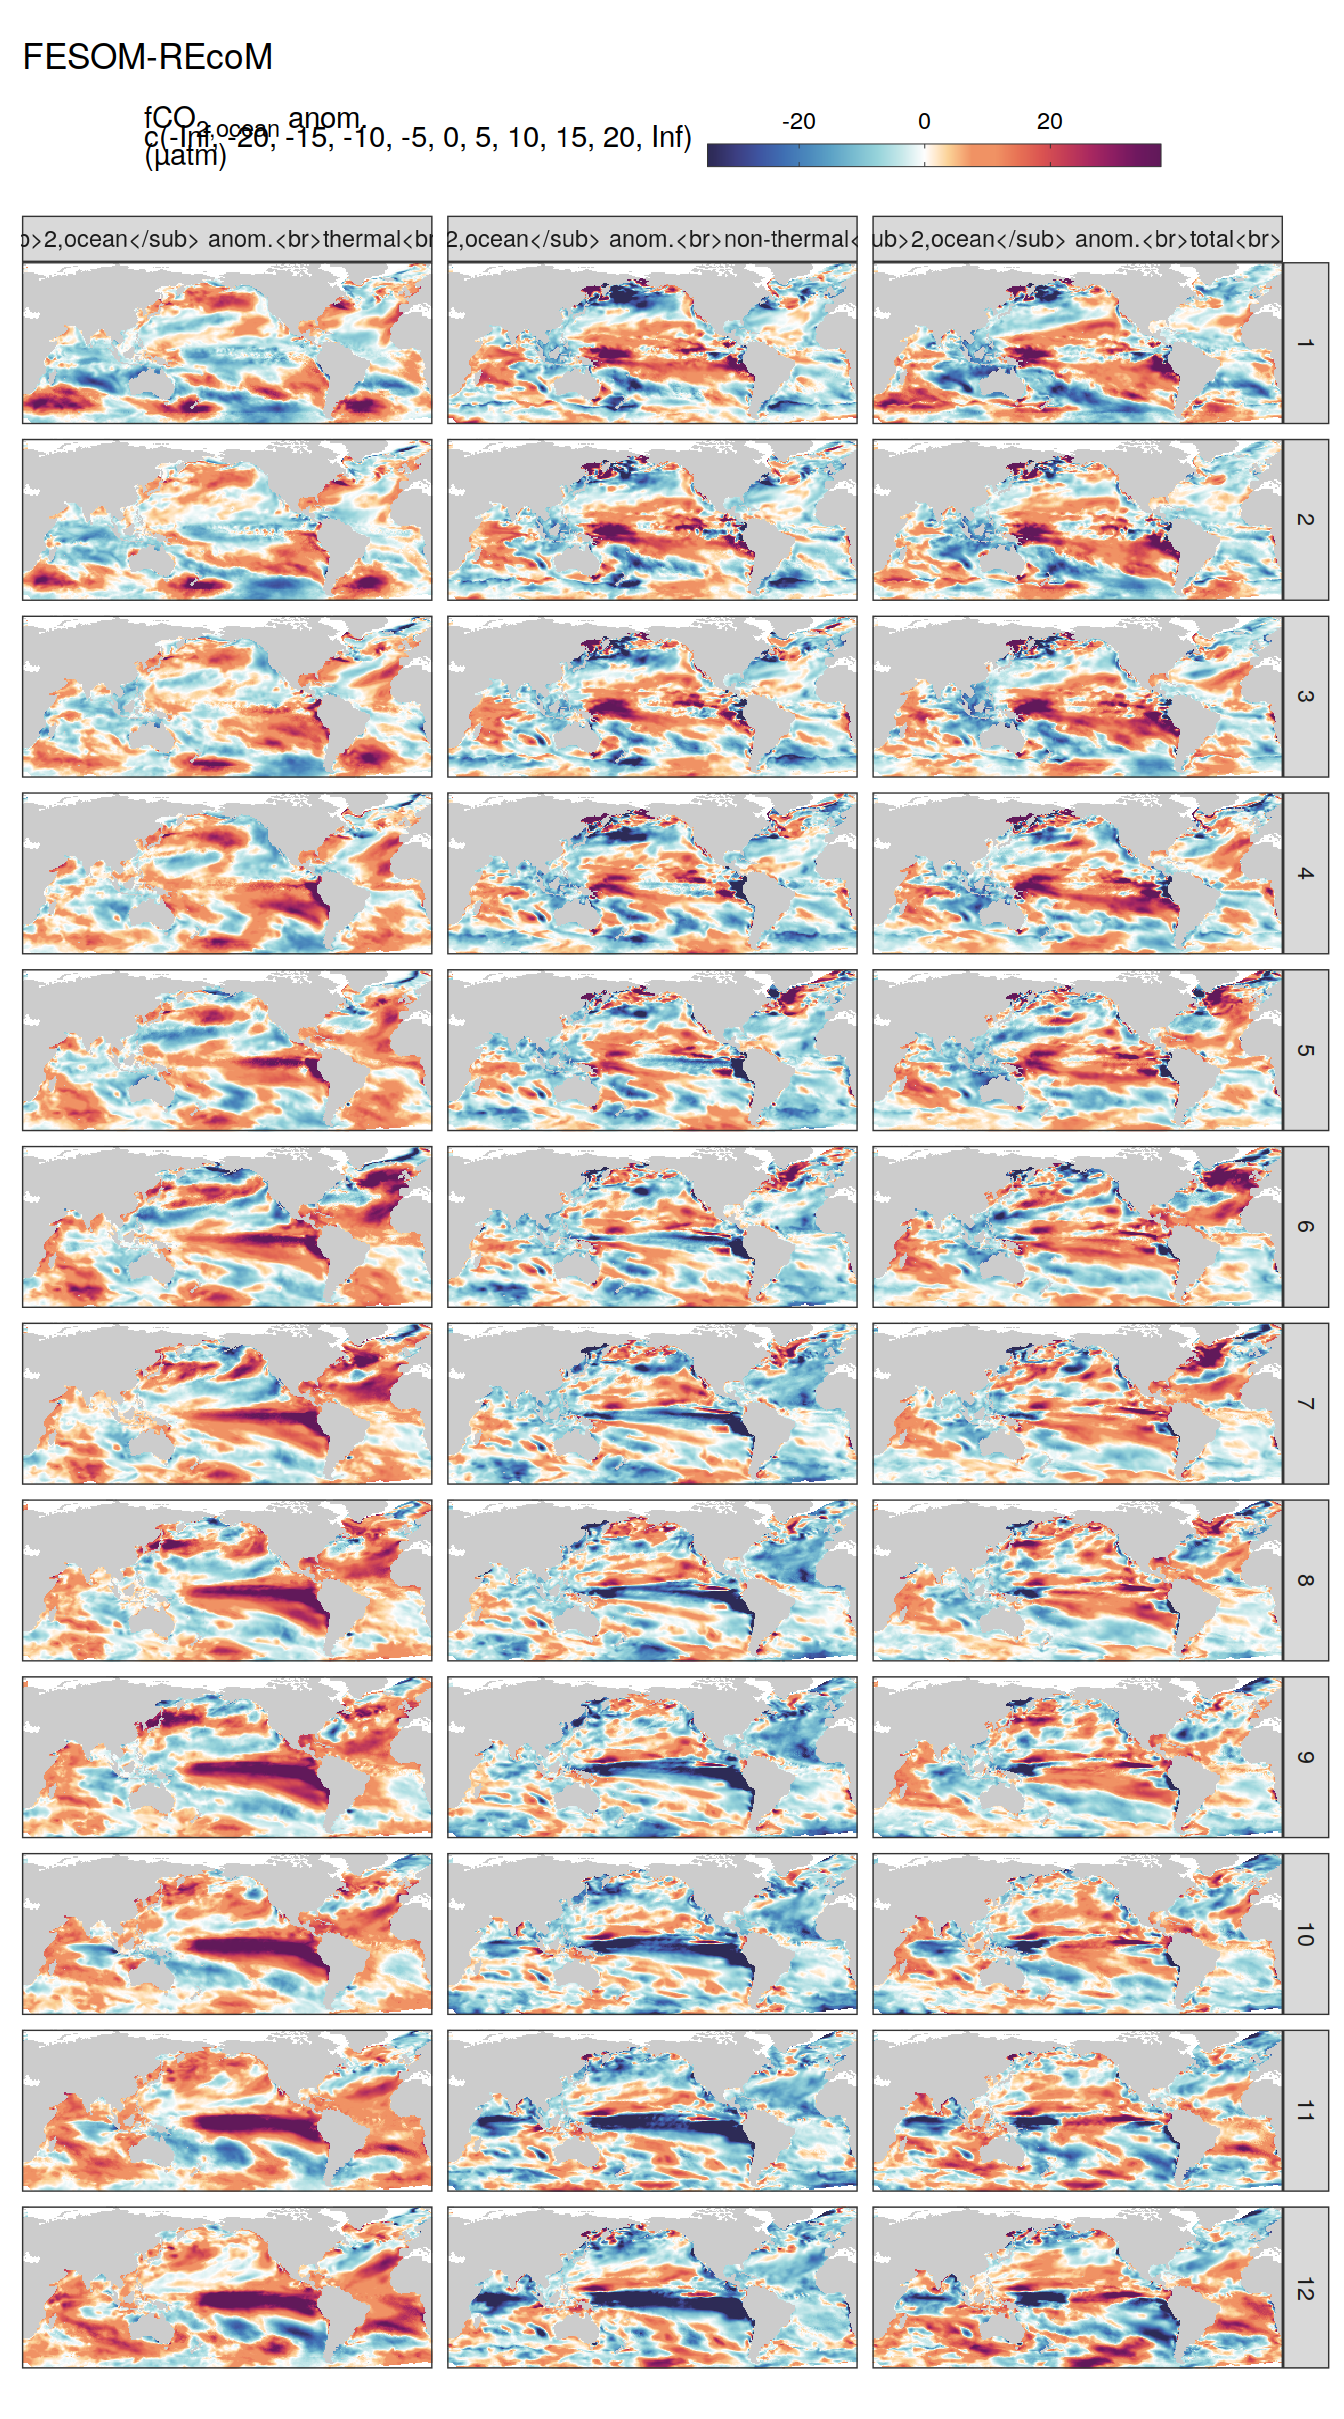 FESOM-REcoM
fCO2,ocean anom.
c(-Inf, -20, -15, -10, -5, 0, 5, 10, 15, 20, Inf)
(µatm)
-20 0 20
b>2,ocean</sub> anom.<br>thermal<br
2,ocean</sub> anom.<br>non-thermal<
ub>2,ocean</sub> anom.<br>total<br>
1
2
3
4
5
6
7
8
9
10
11
12